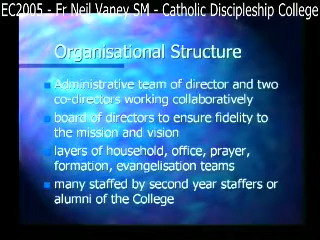 EC2005 - Fr Neil Vaney SM - Catholic Discipleship College
Organisational Structure
Administrative team of director and two
co-directors working collaboratively
board of directors to ensure fidelity to
the mission and vision
layers of household, office, prayer,
formation, evangelisation teams
many staffed by second year staffers or
alumni of the College